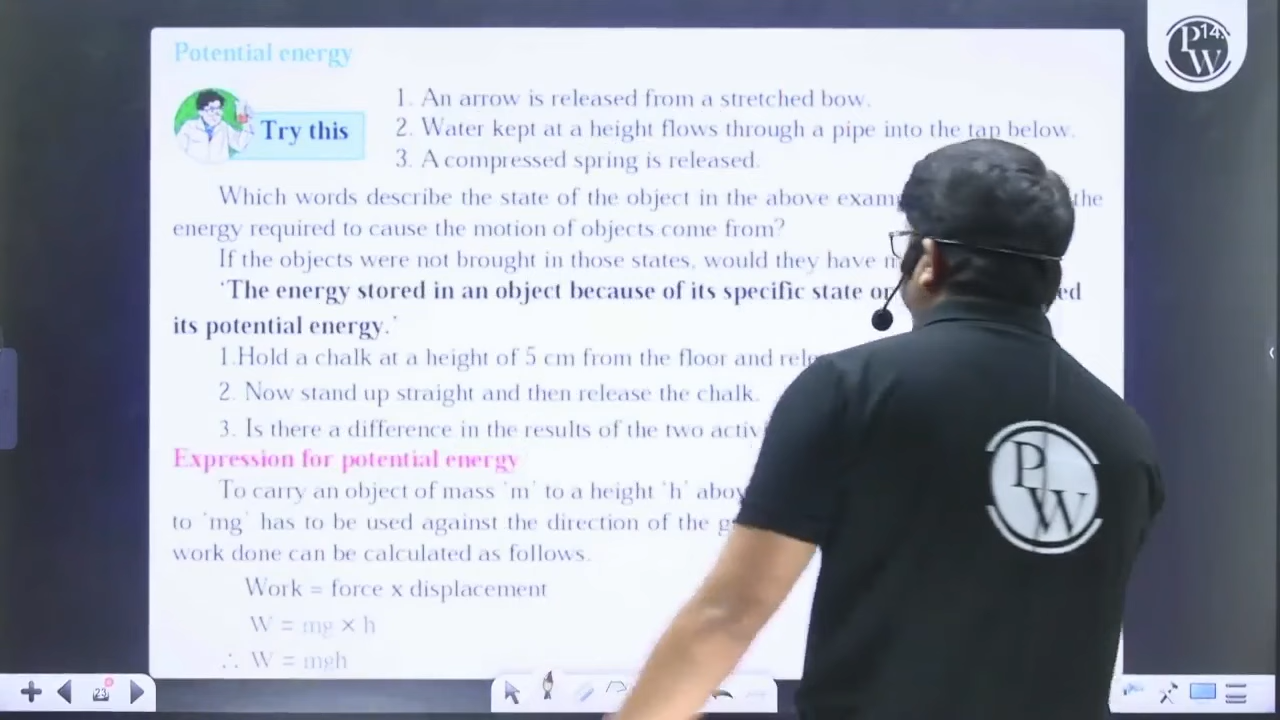 Potential energy
Try this
1. An arrow is released from a stretched bow.
2. Water kept at a height flows through a pipe into the tap below.
3. A compressed spring is released.
Which words describe the state of the object in the above the
energy required to cause the motion of objects come from?
If the objects were not brought in those states, would they have
'The energy stored in an object because of its specific state
its potential energy.'
1.Hold a chalk at a height of 5 cm from the floor and
2. Now stand up straight and then release the chalk.
3. Is there a difference in the results of the two
Expression for potential energy
To carry an object of mass 'm' to a height 'h'
to 'mg' has to be used against the direction of the
work done can be calculated as follows.
Work = force x displacement
W = mg × h
∴ W = mgh
23
PW
14
PW